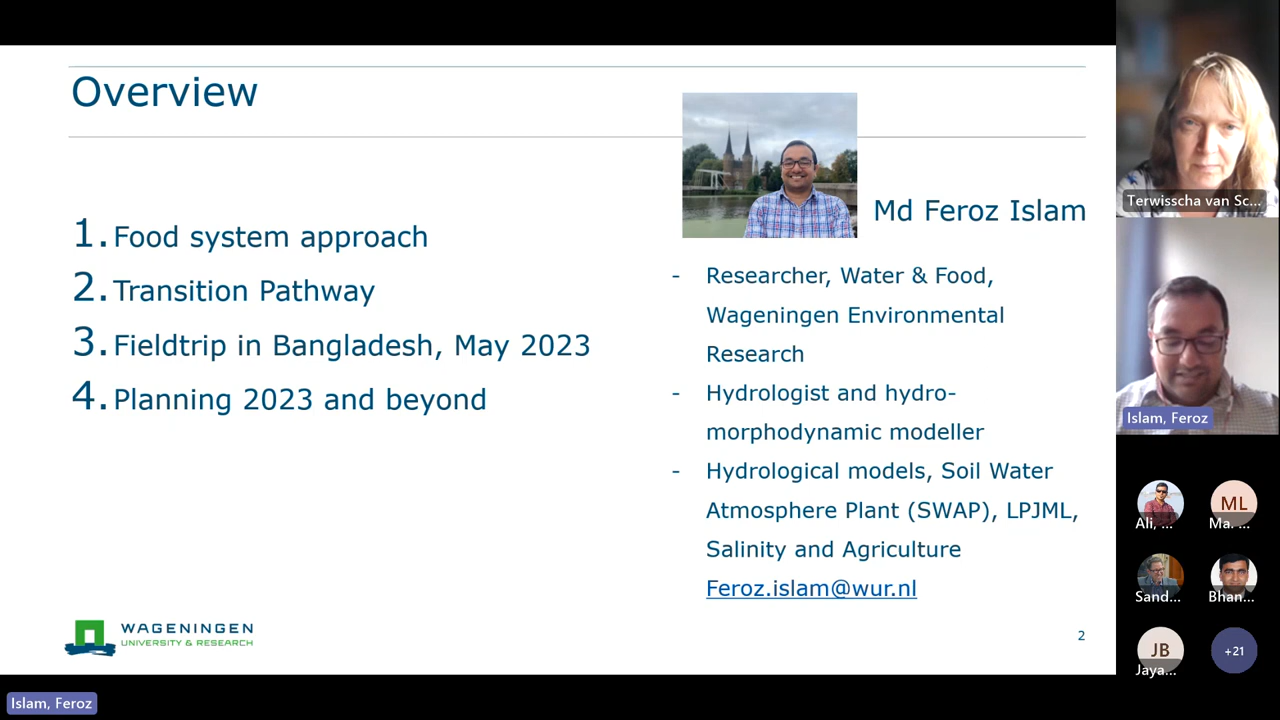 Overview
1. Food system approach
2. Transition Pathway
3. Fieldtrip in Bangladesh, May 2023
4. Planning 2023 and beyond
Md Feroz Islam
- Researcher, Water & Food,
Wageningen Environmental
Research
- Hydrologist and hydro-
morphodynamic modeller
- Hydrological models, Soil Water
Atmosphere Plant (SWAP), LPJML,
Salinity and Agriculture
Feroz.islam@wur.nl
WAGENINGEN
UNIVERSITY & RESEARCH
2
Terwisscha van Sc...
Islam, Feroz
Ali, ...
ML
Ma. ...
Sand...
Bhan...
JB
Jaya...
+21
Islam, Feroz